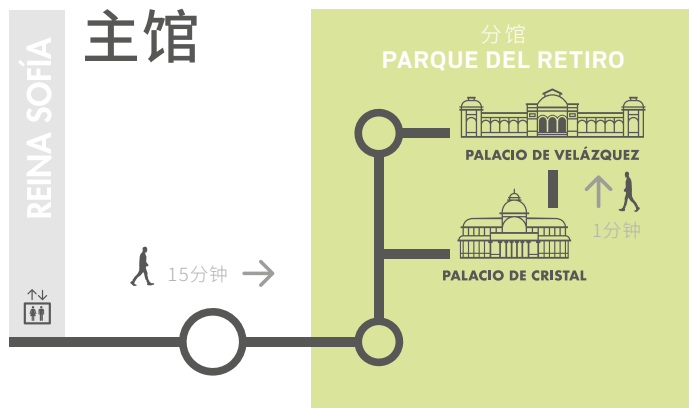 主馆
REINA SOFÍA
分馆
PARQUE DEL RETIRO
PALACIO DE VELÁZQUEZ
1分钟
PALACIO DE CRISTAL
15分钟